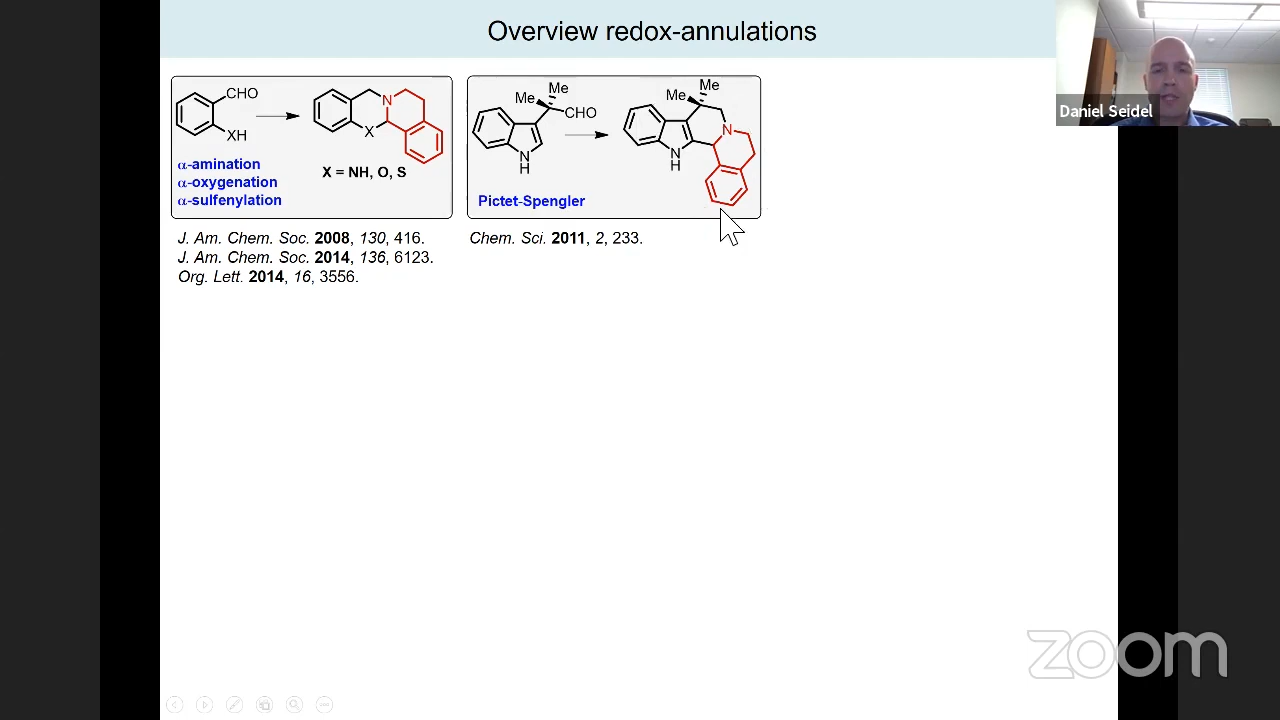 Overview redox-annulations
Daniel Seidel
CHO
XH
N
X
α-amination
α-oxygenation
α-sulfenylation
X = NH, O, S
Me
Me
CHO
N
H
Me
Me
N
N
H
Pictet-Spengler
J. Am. Chem. Soc. 2008, 130, 416.
J. Am. Chem. Soc. 2014, 136, 6123.
Org. Lett. 2014, 16, 3556.
Chem. Sci. 2011, 2, 233.
zoom